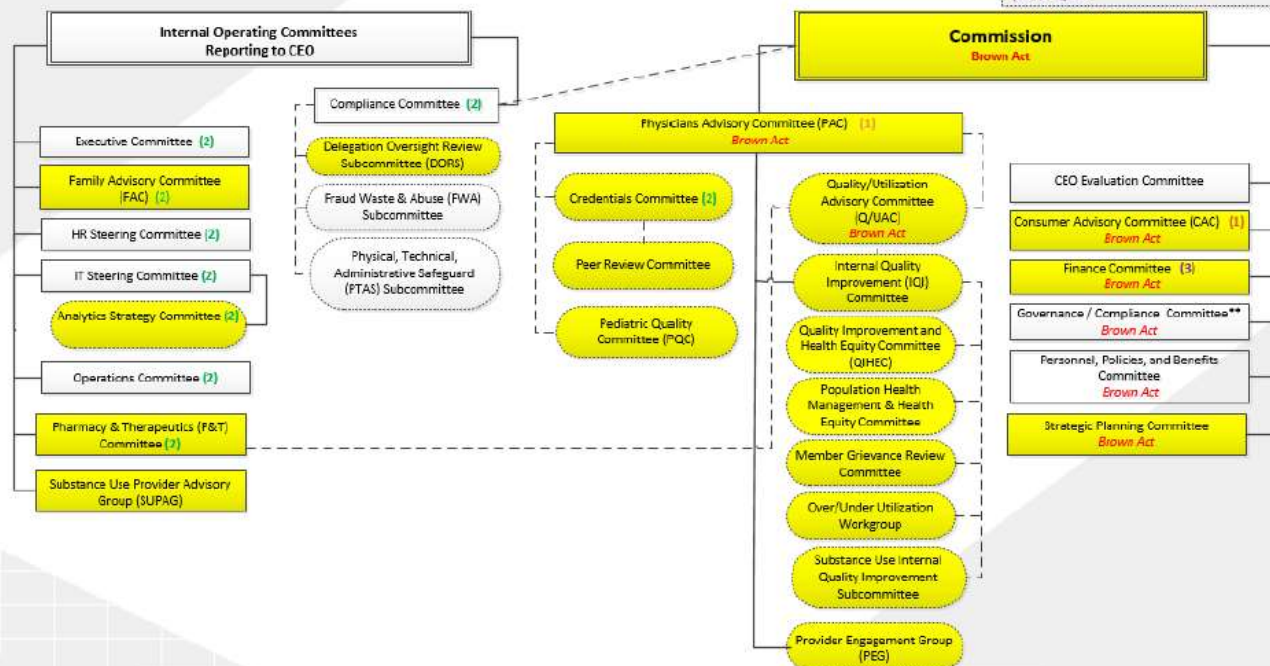 Internal Operating Committees
Reporting to CEO
Commission
Brown Act
Compliance Committee (2)
Executive Committee (2)
Delegation Oversight Review
Subcommittee (DORS)
Physicians Advisory Committee (PAC) (1)
Brown Act
Family Advisory Committee
(FAC) (2)
Fraud Waste & Abuse (FWA)
Subcommittee
Credentials Committee (2)
Quality/Utilization
Advisory Committee
(Q/UAC)
Brown Act
CEO Evaluation Committee
HR Steering Committee (2)
Consumer Advisory Committee (CAC) (1)
Brown Act
IT Steering Committee (2)
Physical, Technical,
Administrative Safeguard
(PTAS) Subcommittee
Peer Review Committee
Internal Quality
Improvement (IQI)
Committee
Finance Committee (3)
Brown Act
Analytics Strategy Committee (2)
Pediatric Quality
Committee (PQC)
Quality Improvement and
Health Equity Committee
(QIHEC)
Governance / Compliance Committee**
Brown Act
Operations Committee (2)
Population Health
Management & Health
Equity Committee
Personnel, Policies, and Benefits
Committee
Brown Act
Pharmacy & Therapeutics (P&T)
Committee (2)
Member Grievance Review
Committee
Strategic Planning Committee
Brown Act
Substance Use Provider Advisory
Group (SUPAG)
Over/Under Utilization
Workgroup
Substance Use Internal
Quality Improvement
Subcommittee
Provider Engagement Group
(PEG)